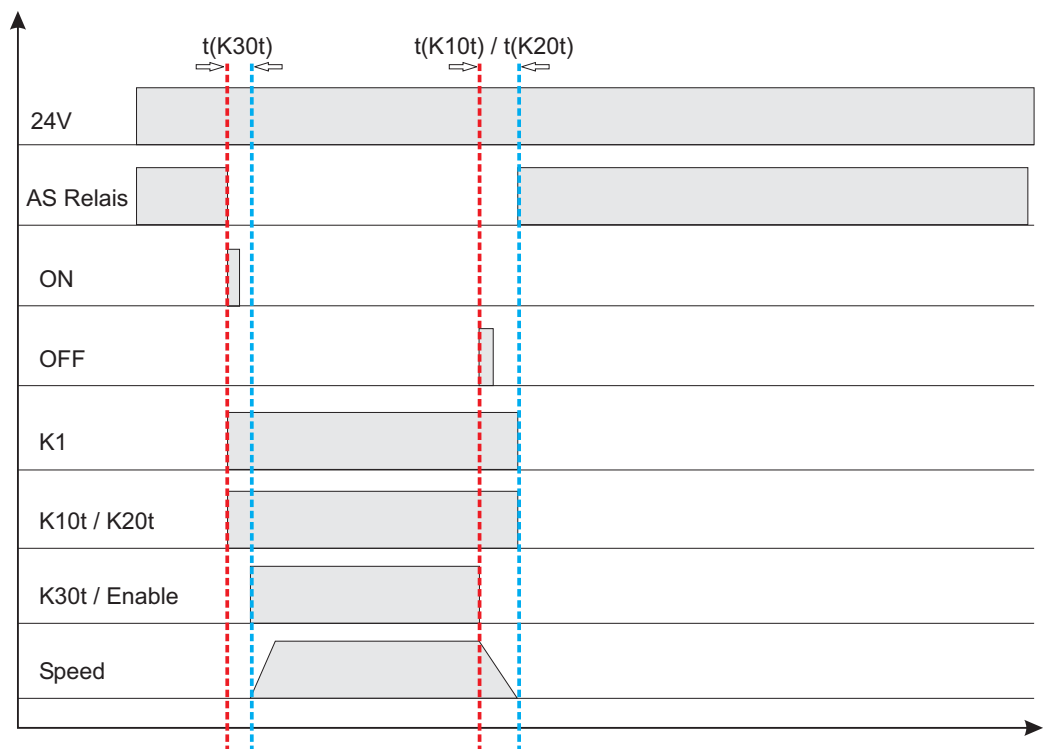 t(K30t)
t(K10t) / t(K20t)
24V
AS Relais
ON
OFF
K1
K10t / K20t
K30t / Enable
Speed